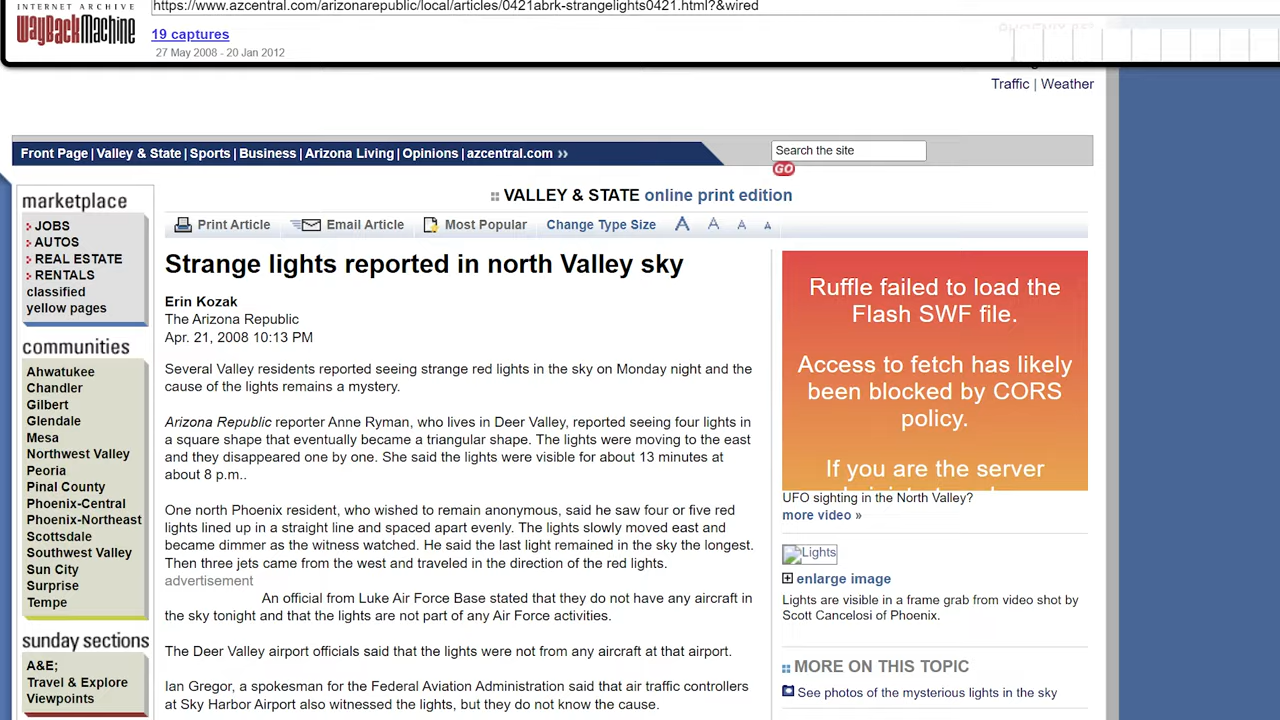 INTERNET ARCHIVE
WayBackMachine
https://www.azcentral.com/arizonarepublic/local/articles/0421abrk-strangelights0421.html?&wired
19 captures
27 May 2008 - 20 Jan 2012
Traffic | Weather
Front Page | Valley & State | Sports | Business | Arizona Living | Opinions | azcentral.com »
Search the site
GO
marketplace
JOBS
AUTOS
REAL ESTATE
RENTALS
classified
yellow pages
communities
Ahwatukee
Chandler
Gilbert
Glendale
Mesa
Northwest Valley
Peoria
Pinal County
Phoenix-Central
Phoenix-Northeast
Scottsdale
Southwest Valley
Sun City
Surprise
Tempe
sunday sections
A&E;
Travel & Explore
Viewpoints
VALLEY & STATE online print edition
Print Article Email Article Most Popular Change Type Size A A A A
Strange lights reported in north Valley sky
Erin Kozak
The Arizona Republic
Apr. 21, 2008 10:13 PM
Several Valley residents reported seeing strange red lights in the sky on Monday night and the
cause of the lights remains a mystery.
Arizona Republic reporter Anne Ryman, who lives in Deer Valley, reported seeing four lights in
a square shape that eventually became a triangular shape. The lights were moving to the east
and they disappeared one by one. She said the lights were visible for about 13 minutes at
about 8 p.m..
One north Phoenix resident, who wished to remain anonymous, said he saw four or five red
lights lined up in a straight line and spaced apart evenly. The lights slowly moved east and
became dimmer as the witness watched. He said the last light remained in the sky the longest.
Then three jets came from the west and traveled in the direction of the red lights.
advertisement
An official from Luke Air Force Base stated that they do not have any aircraft in
the sky tonight and that the lights are not part of any Air Force activities.
The Deer Valley airport officials said that the lights were not from any aircraft at that airport.
Ian Gregor, a spokesman for the Federal Aviation Administration said that air traffic controllers
at Sky Harbor Airport also witnessed the lights, but they do not know the cause.
Ruffle failed to load the
Flash SWF file.
Access to fetch has likely
been blocked by CORS
policy.
If you are the server
UFO sighting in the North Valley?
more video »
Lights
enlarge image
Lights are visible in a frame grab from video shot by
Scott Cancelosi of Phoenix.
MORE ON THIS TOPIC
See photos of the mysterious lights in the sky